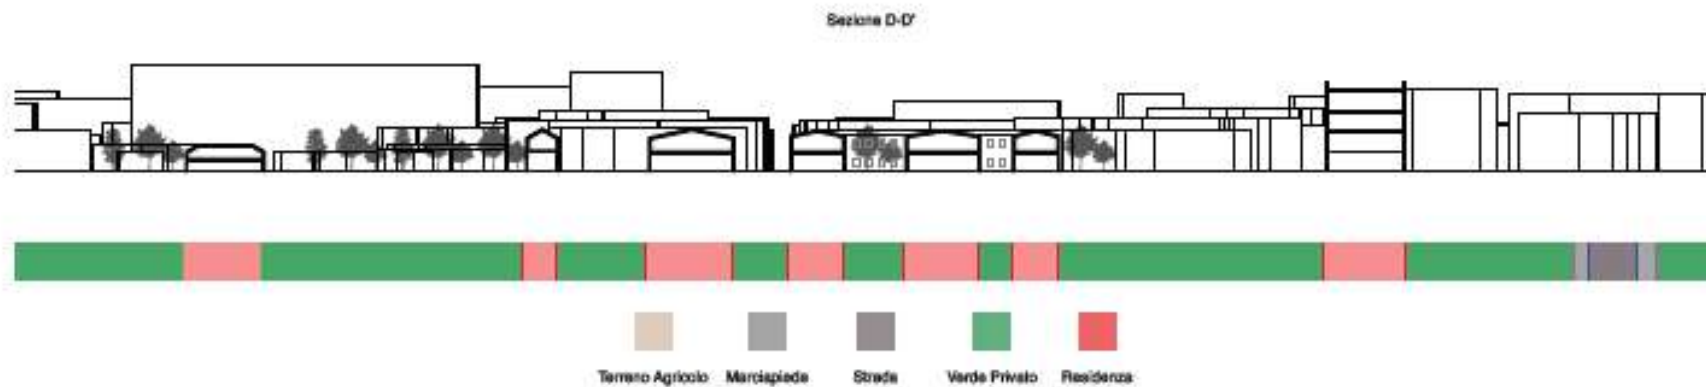 Sezione D-D'
Terreno Agricolo Marciapiede Strada Verde Privato Residenza